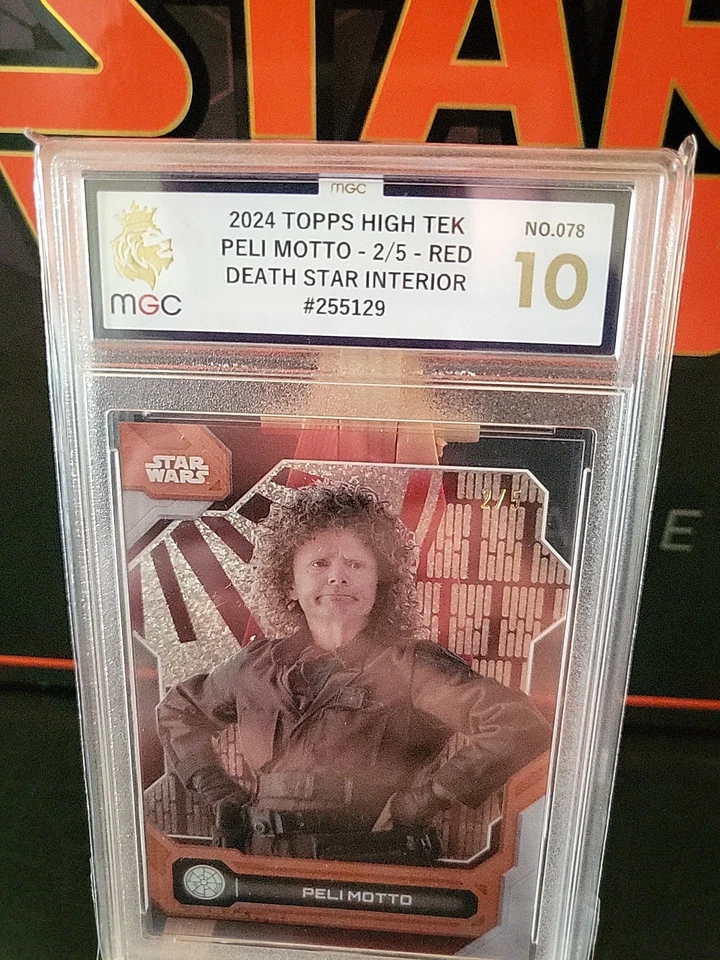 STAR
mGC
2024 TOPPS HIGH TEK
PELI MOTTO - 2/5 - RED
DEATH STAR INTERIOR
#255129
NO.078
10
mGC
STAR
WARS
2/5
E
PELI MOTTO